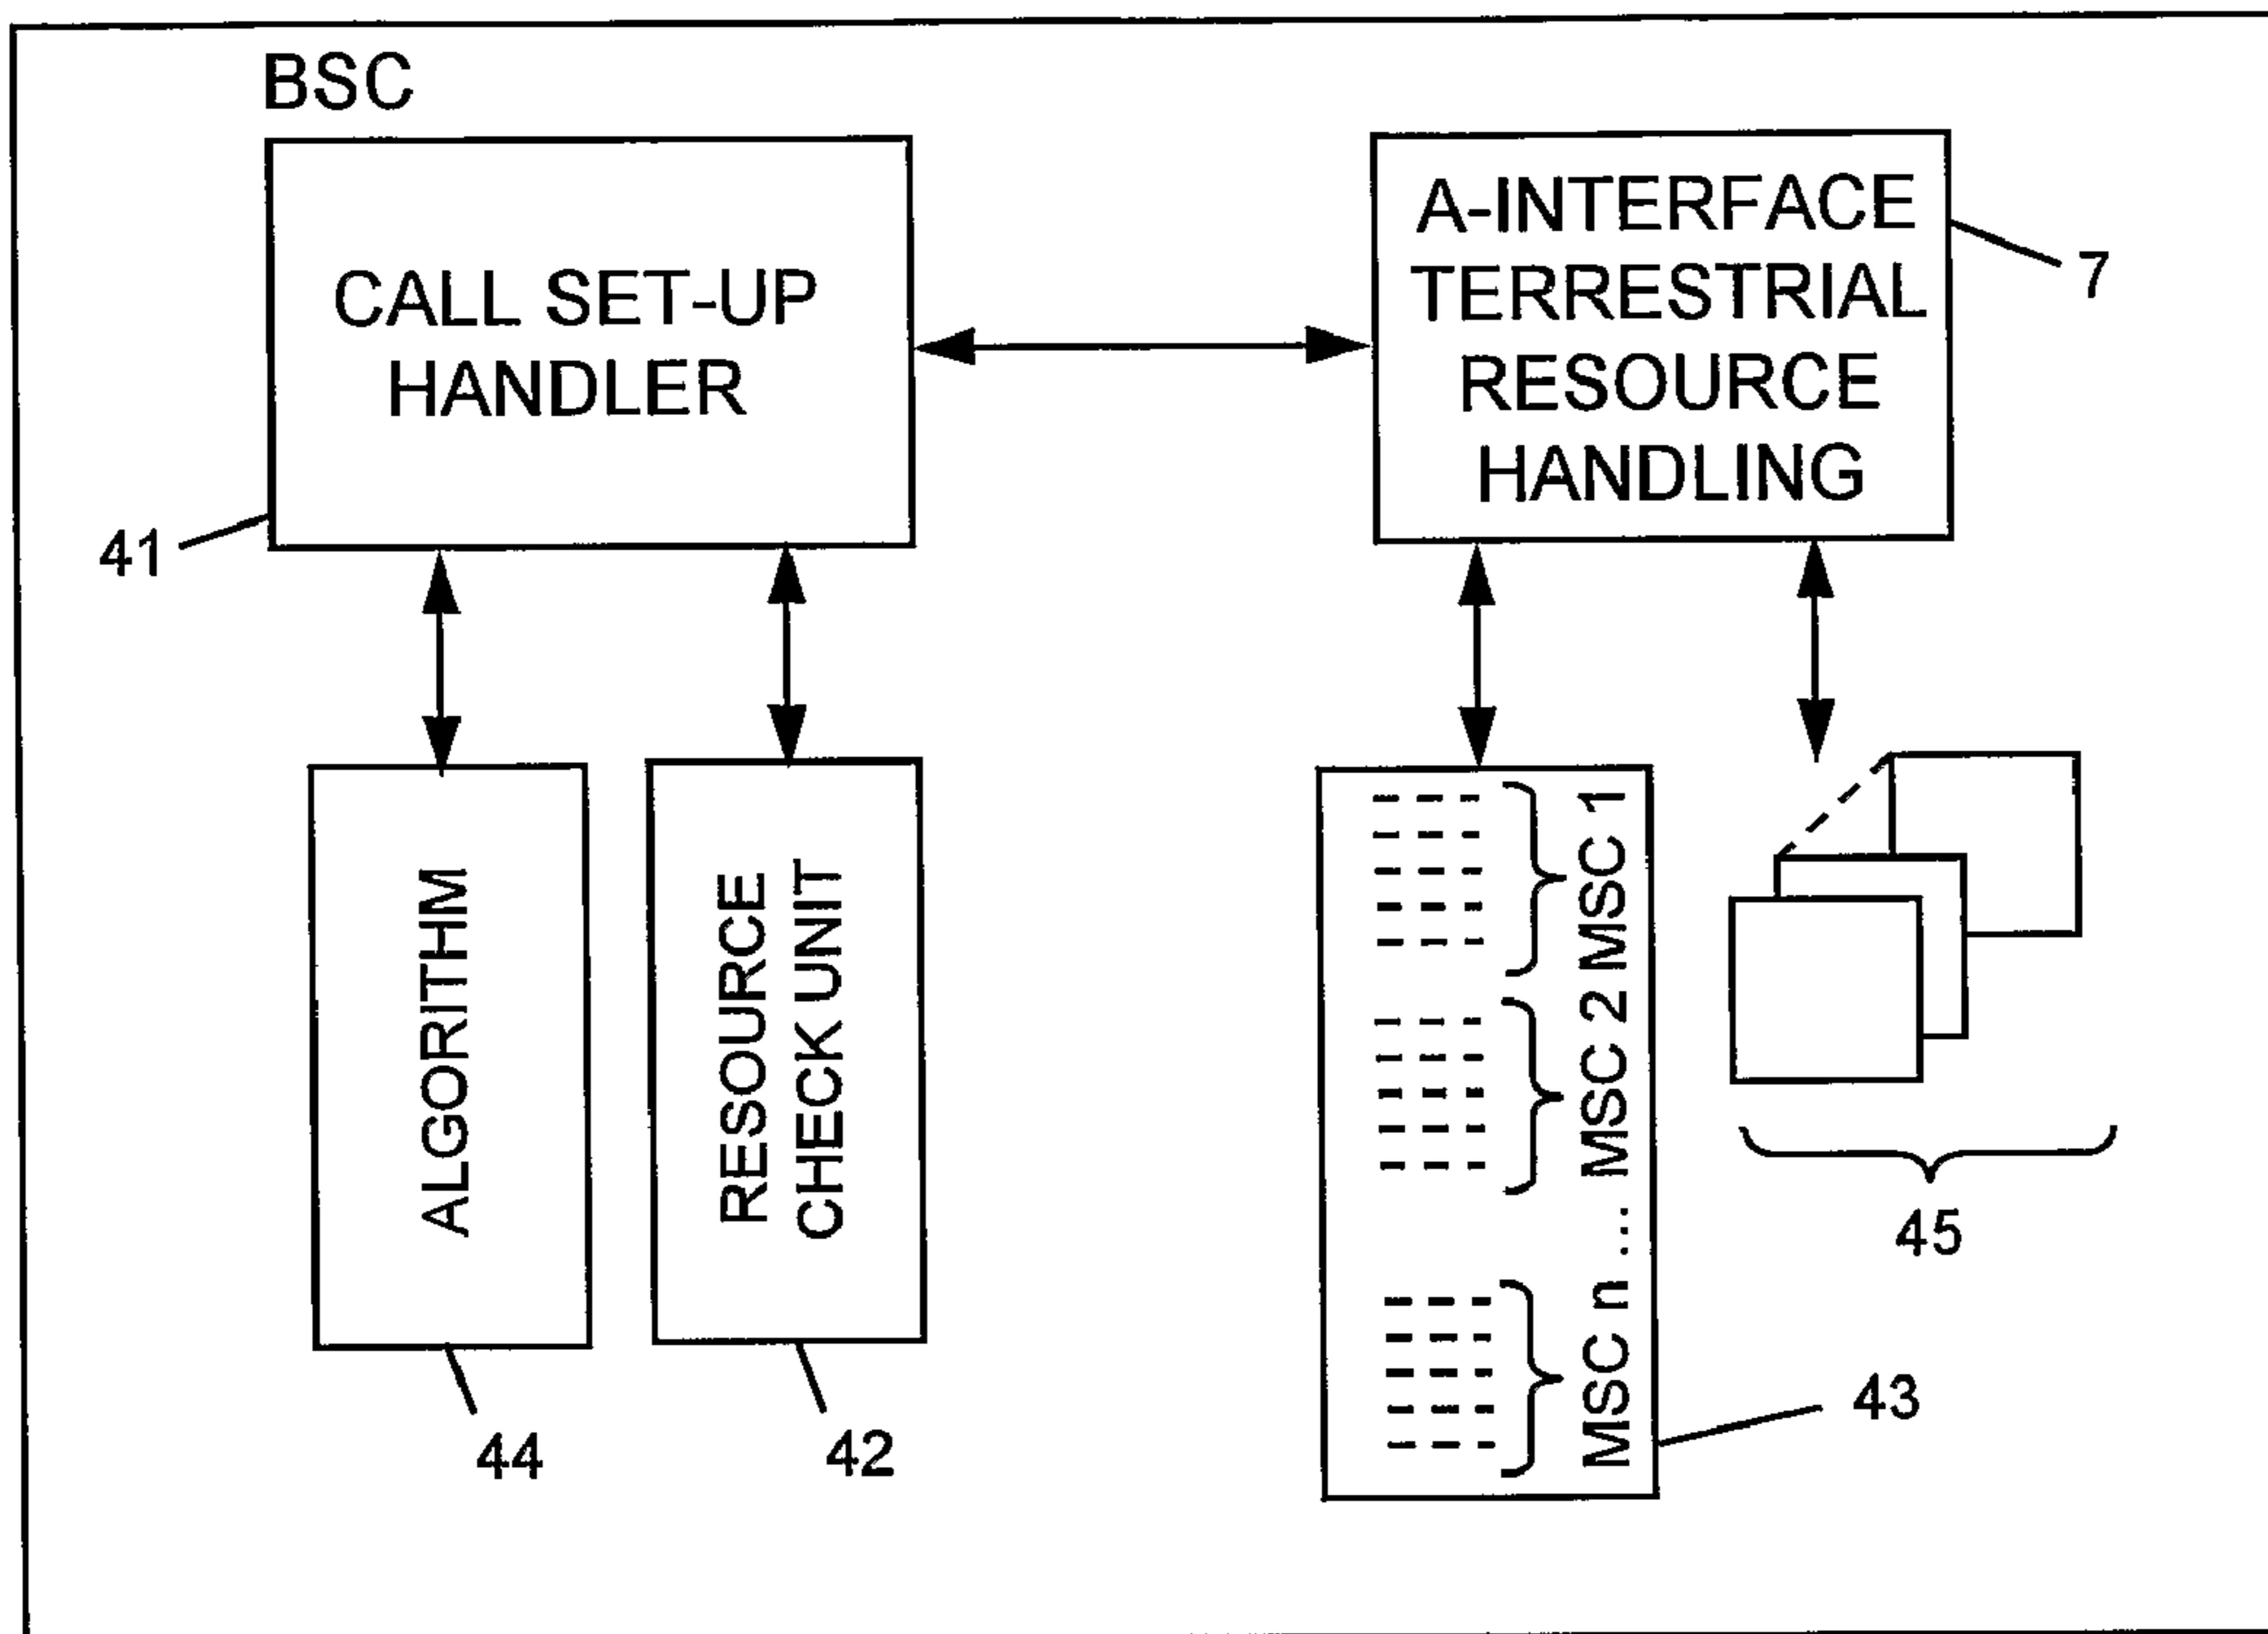 BSC
CALL SET-UP
HANDLER
A-INTERFACE
TERRESTRIAL
RESOURCE
HANDLING
7
41
ALGORITHM
RESOURCE
CHECK UNIT
MSC n ... MSC 2 MSC 1
45
43
44
42